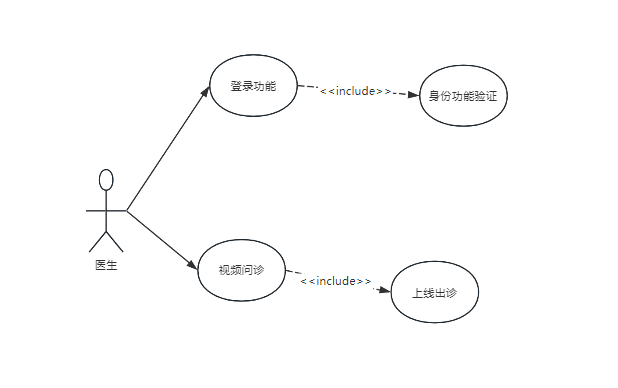 登录功能
<<include>>
身份功能验证
医生
视频问诊
<<include>>
上线出诊